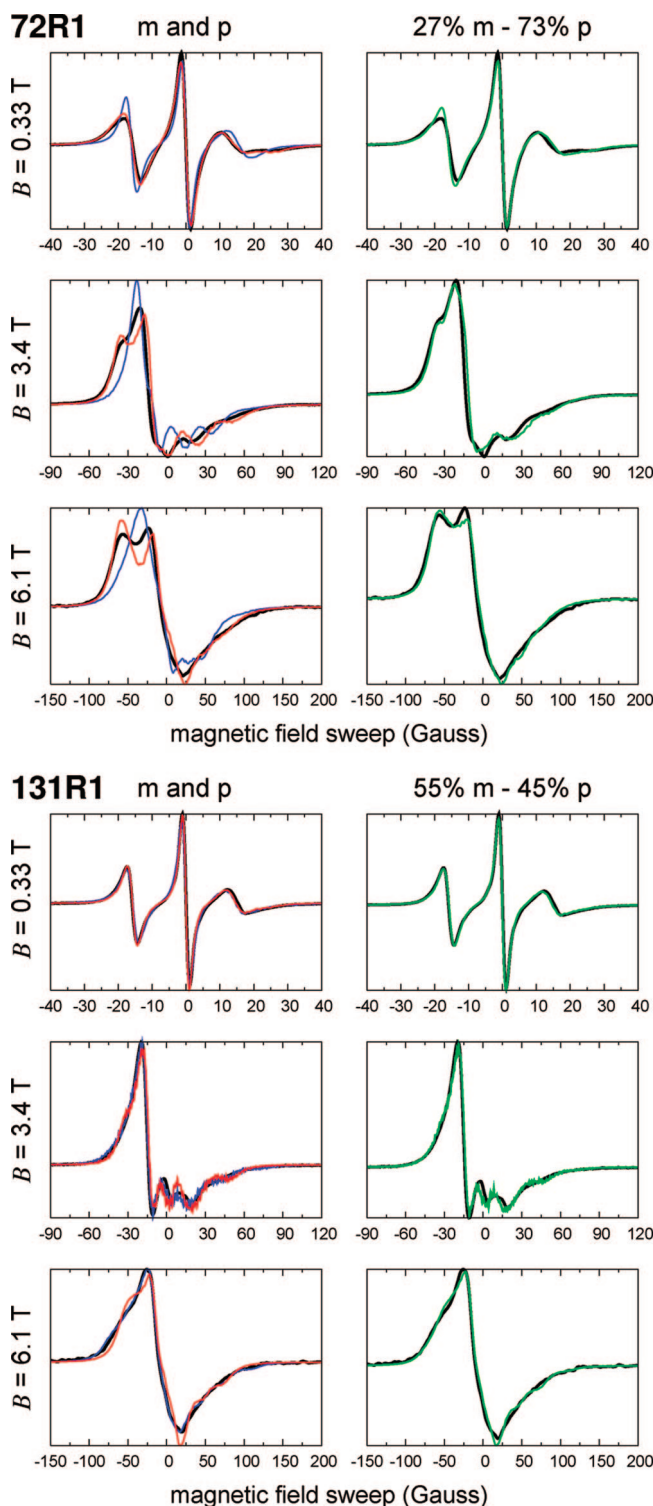 72R1 m and p 27% m - 73% p
B = 0.33 T
-40 -30 -20 -10 0 10 20 30 40 -40 -30 -20 -10 0 10 20 30 40
B = 3.4 T
-90 -60 -30 0 30 60 90 120 -90 -60 -30 0 30 60 90 120
B = 6.1 T
-150 -100 -50 0 50 100 150 200 -150 -100 -50 0 50 100 150 200
magnetic field sweep (Gauss)
131R1 m and p 55% m - 45% p
B = 0.33 T
-40 -30 -20 -10 0 10 20 30 40 -40 -30 -20 -10 0 10 20 30 40
B = 3.4 T
-90 -60 -30 0 30 60 90 120 -90 -60 -30 0 30 60 90 120
B = 6.1 T
-150 -100 -50 0 50 100 150 200 -150 -100 -50 0 50 100 150 200
magnetic field sweep (Gauss)